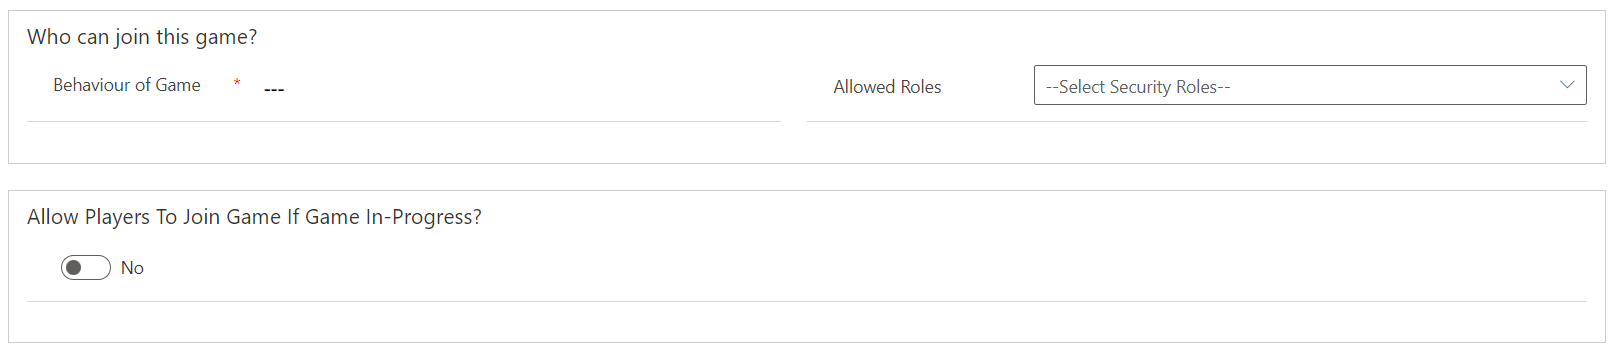 Who can join this game?
Behaviour of Game * --- Allowed Roles --Select Security Roles--
Allow Players To Join Game If Game In-Progress?
No